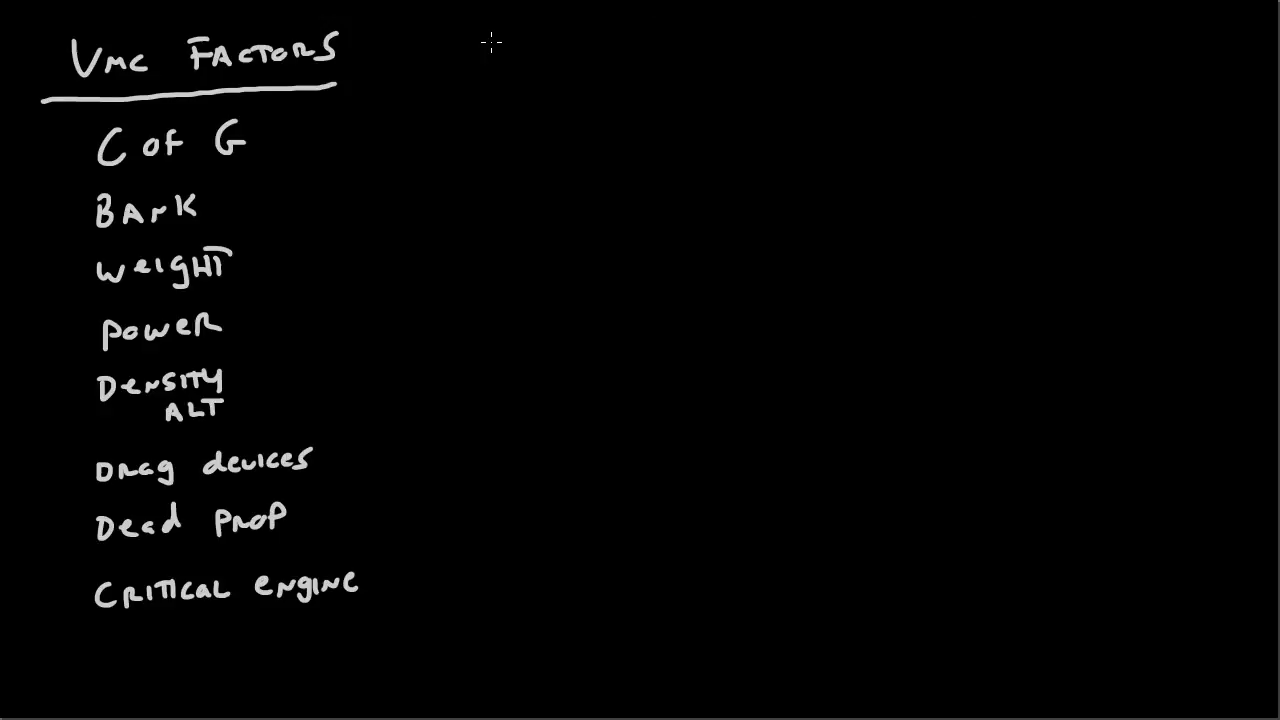 Vmc FACTORS
C of G
BANK
WeigHT
POWER
DENSITY
ALT
Drag devices
Dead PROP
CRITICAL ENGINE